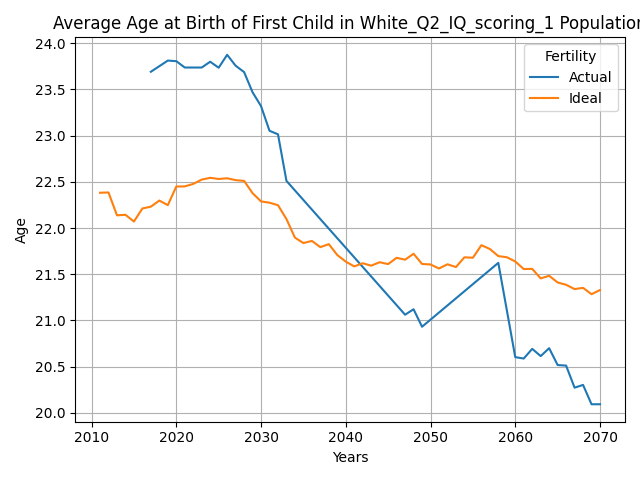 Average Age at Birth of First Child in White_Q2_IQ_scoring_1 Population
Fertility
Actual
Ideal
24.0
23.5
23.0
22.5
22.0
21.5
21.0
20.5
20.0
Age
2010
2020
2030
2040
2050
2060
2070
Years